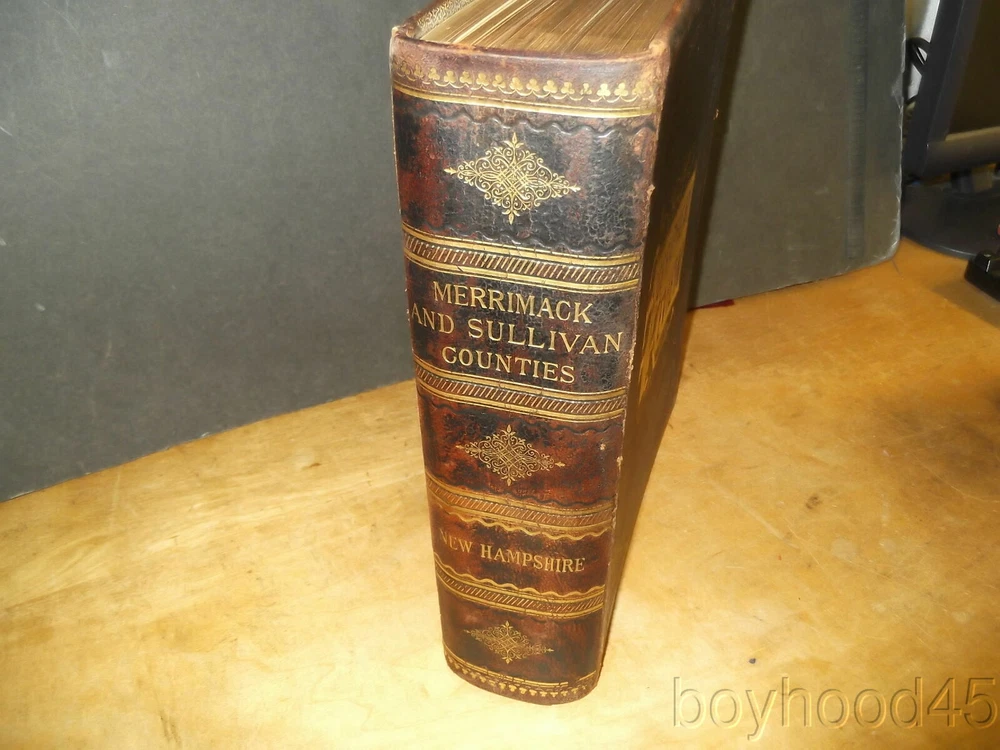 MERRIMACK
AND SULLIVAN
COUNTIES
NEW HAMPSHIRE
boyhood45